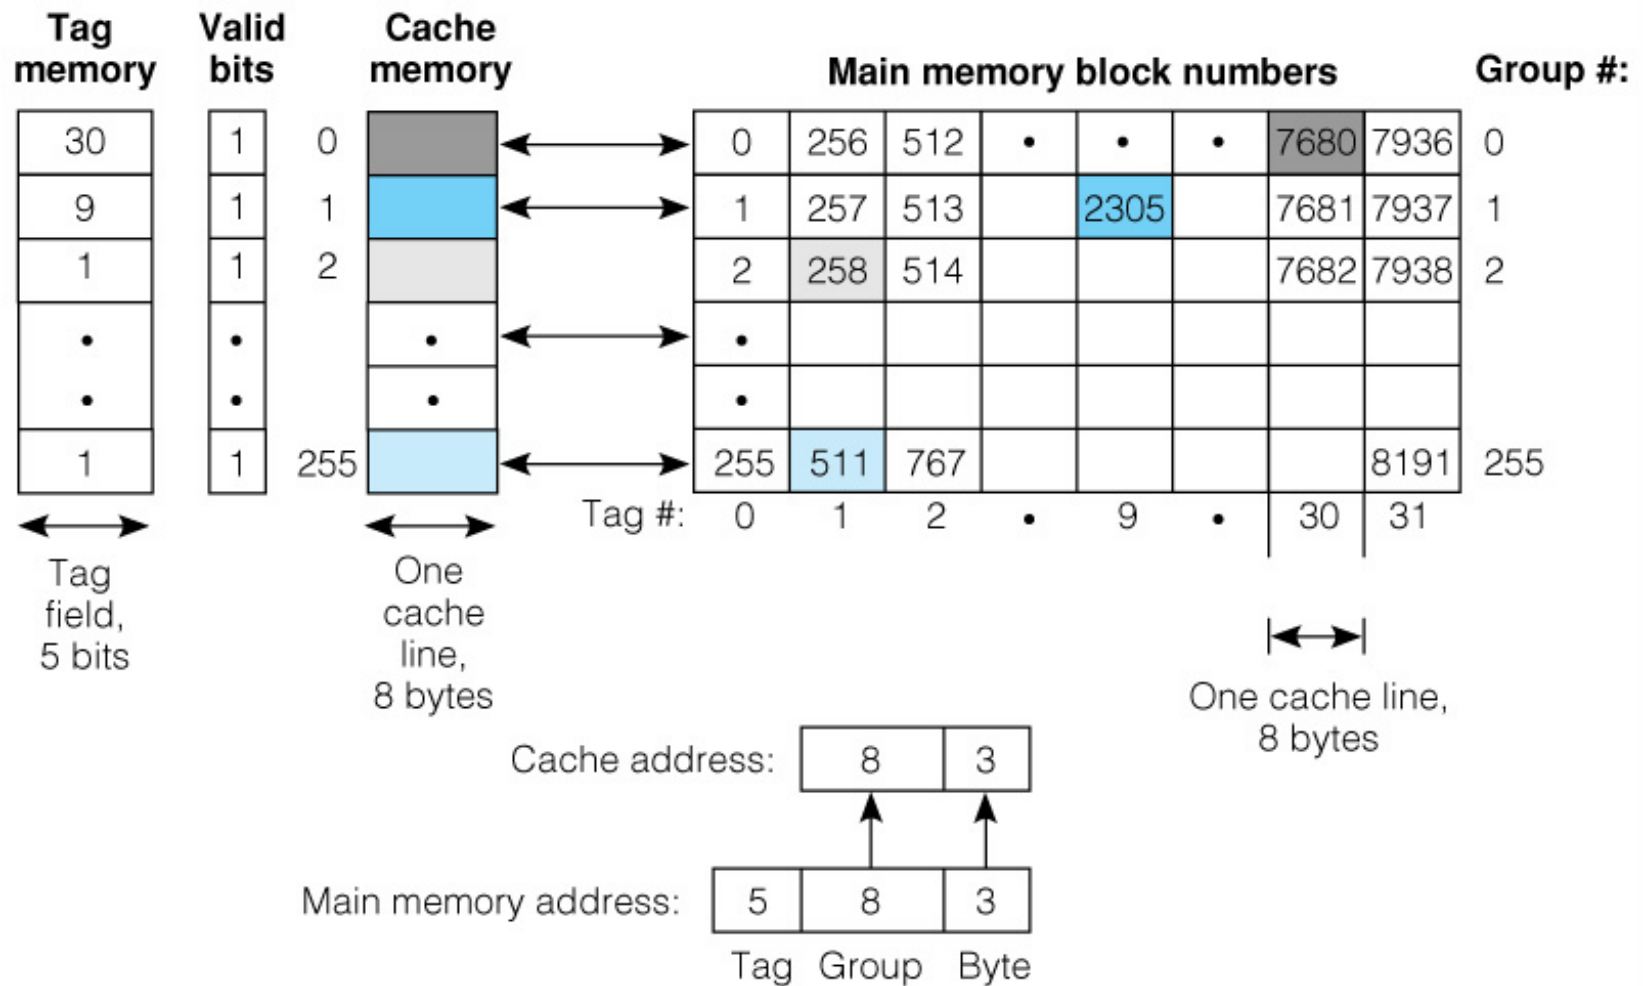 Tag memory
Valid bits
Cache memory
Main memory block numbers
Group #:
30 1 0 0 256 512 • • • 7680 7936 0
9 1 1 1 257 513 2305 7681 7937 1
1 1 2 2 258 514 7682 7938 2
• • • •
• • • •
1 1 255 255 511 767 8191 255
Tag #: 0 1 2 • 9 • 30 31
Tag
field,
5 bits
One
cache
line,
8 bytes
One cache line,
8 bytes
Cache address: 8 3
Main memory address: 5 8 3
Tag Group Byte